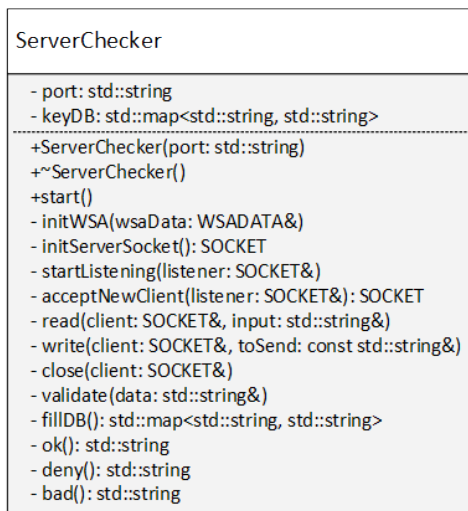 ServerChecker
- port: std::string
- keyDB: std::map<std::string, std::string>
+ServerChecker(port: std::string)
+~ServerChecker()
+start()
- initWSA(wsaData: WSADATA&)
- initServerSocket(): SOCKET
- startListening(listener: SOCKET&)
- acceptNewClient(listener: SOCKET&): SOCKET
- read(client: SOCKET&, input: std::string&)
- write(client: SOCKET&, toSend: const std::string&)
- close(client: SOCKET&)
- validate(data: std::string&)
- fillDB(): std::map<std::string, std::string>
- ok(): std::string
- deny(): std::string
- bad(): std::string